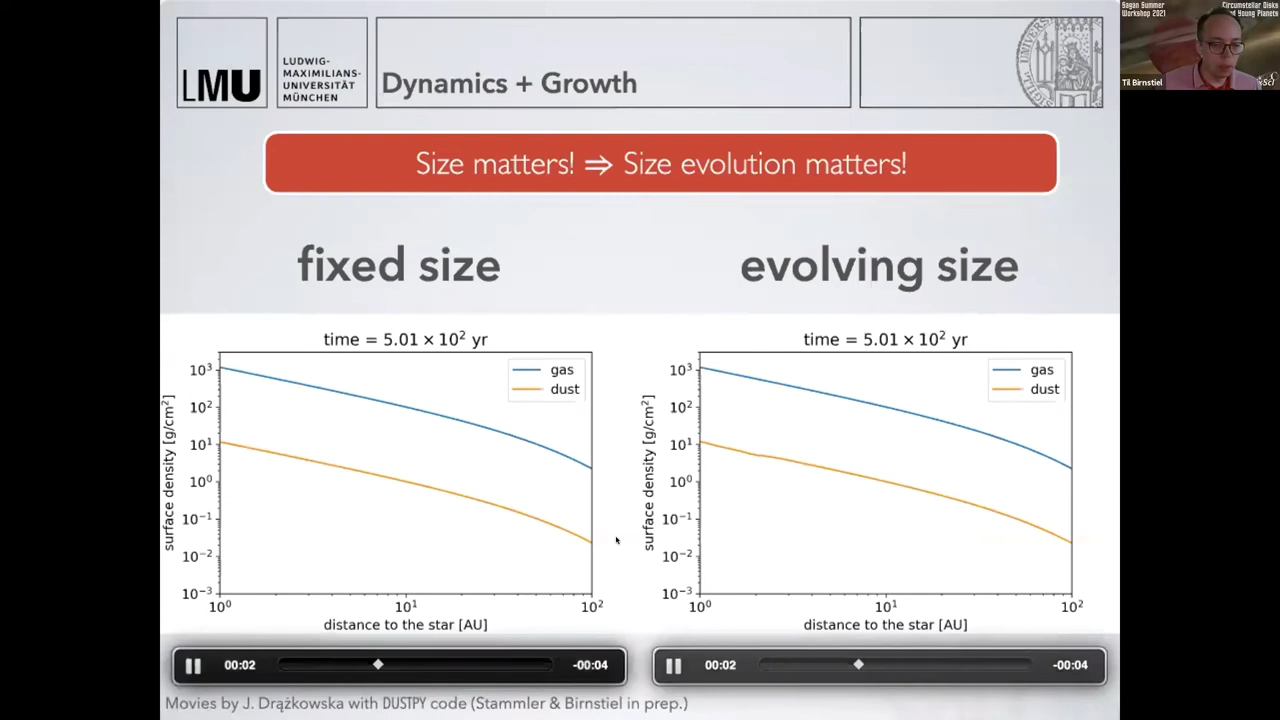 Sagan Summer Workshop 2021
Circumstellar Disks and Young Planets
Til Birnstiel
LMU
LUDWIG-
MAXIMILIANS-
UNIVERSITÄT
MÜNCHEN
Dynamics + Growth
Size matters! ⇒ Size evolution matters!
fixed size
evolving size
time = 5.01 × 10² yr
gas
dust
surface density [g/cm²]
10³
10²
10¹
10⁰
10⁻¹
10⁻²
10⁻³
10⁰ 10¹ 10²
distance to the star [AU]
time = 5.01 × 10² yr
gas
dust
surface density [g/cm²]
10³
10²
10¹
10⁰
10⁻¹
10⁻²
10⁻³
10⁰ 10¹ 10²
distance to the star [AU]
00:02 -00:04
00:02 -00:04
Movies by J. Drążkowska with DUSTPY code (Stammler & Birnstiel in prep.)